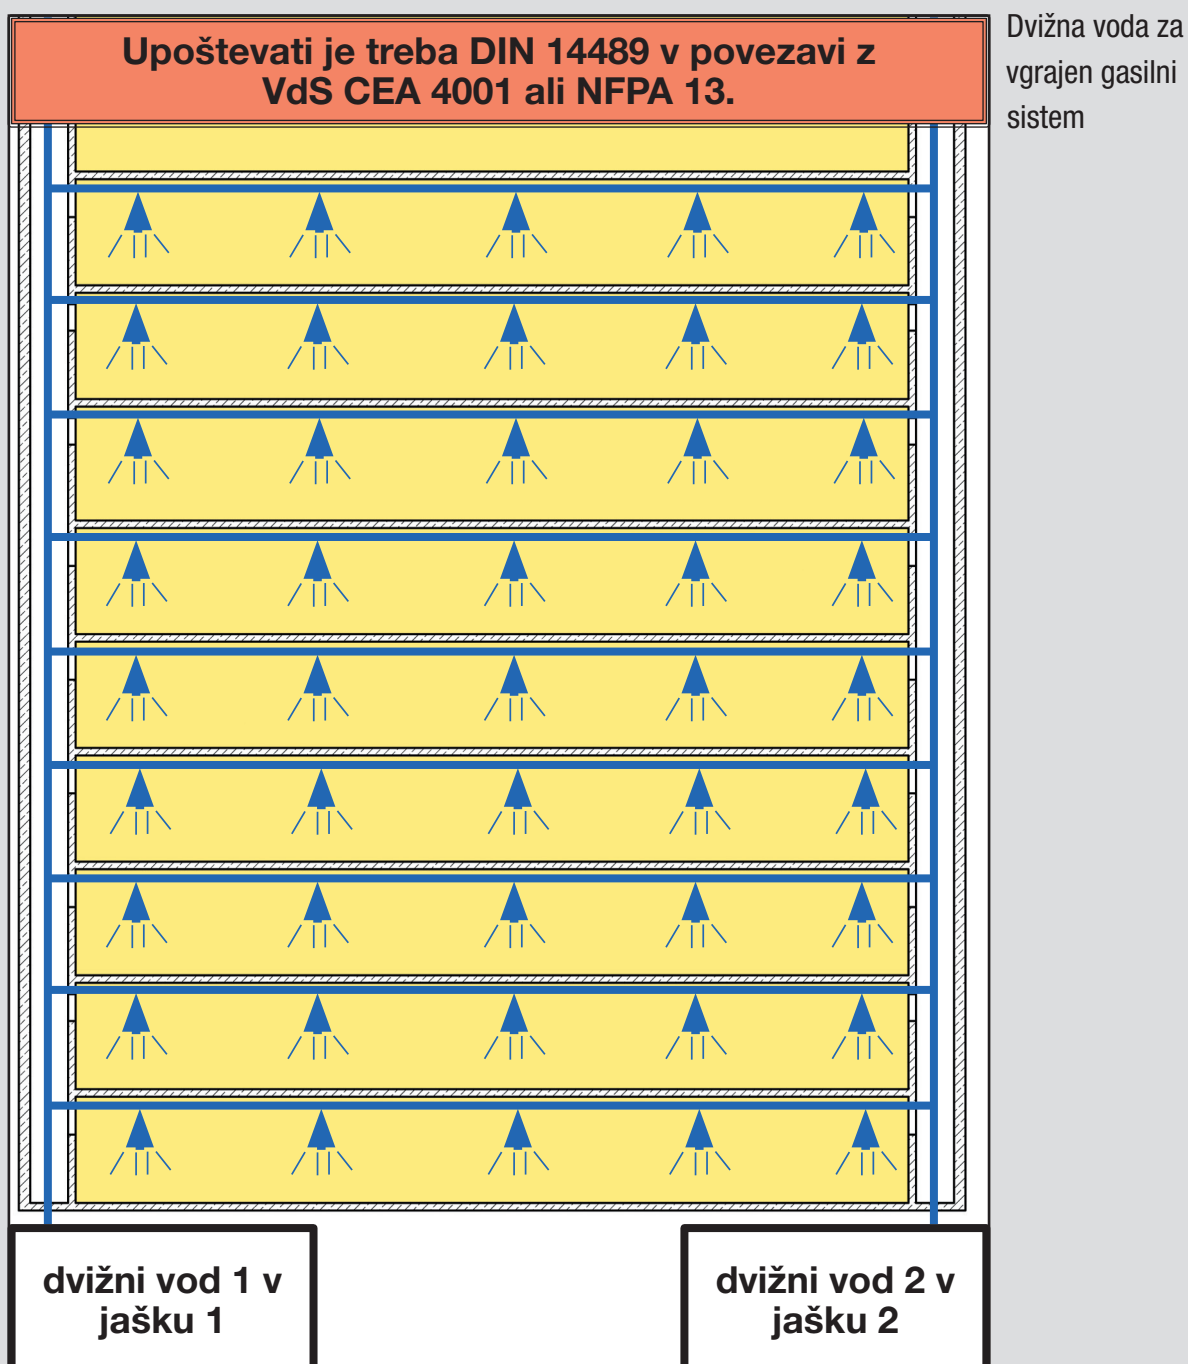 Upoštevati je treba DIN 14489 v povezavi z
VdS CEA 4001 ali NFPA 13.
Dvižna voda za
vgrajen gasilni
sistem
dvižni vod 1 v
jašku 1
dvižni vod 2 v
jašku 2